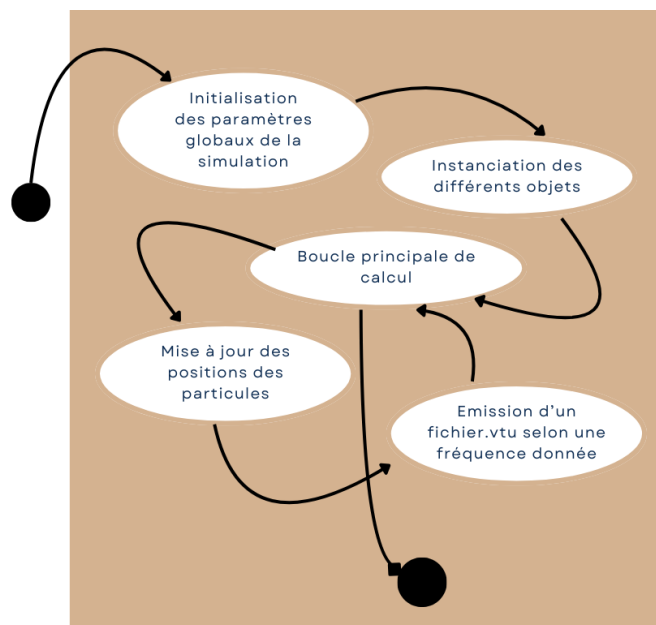 Initialisation
des paramètres
globaux de la
simulation
Instanciation des
différents objets
Boucle principale de
calcul
Mise à jour des
positions des
particules
Emission d'un
fichier.vtu selon une
fréquence donnée